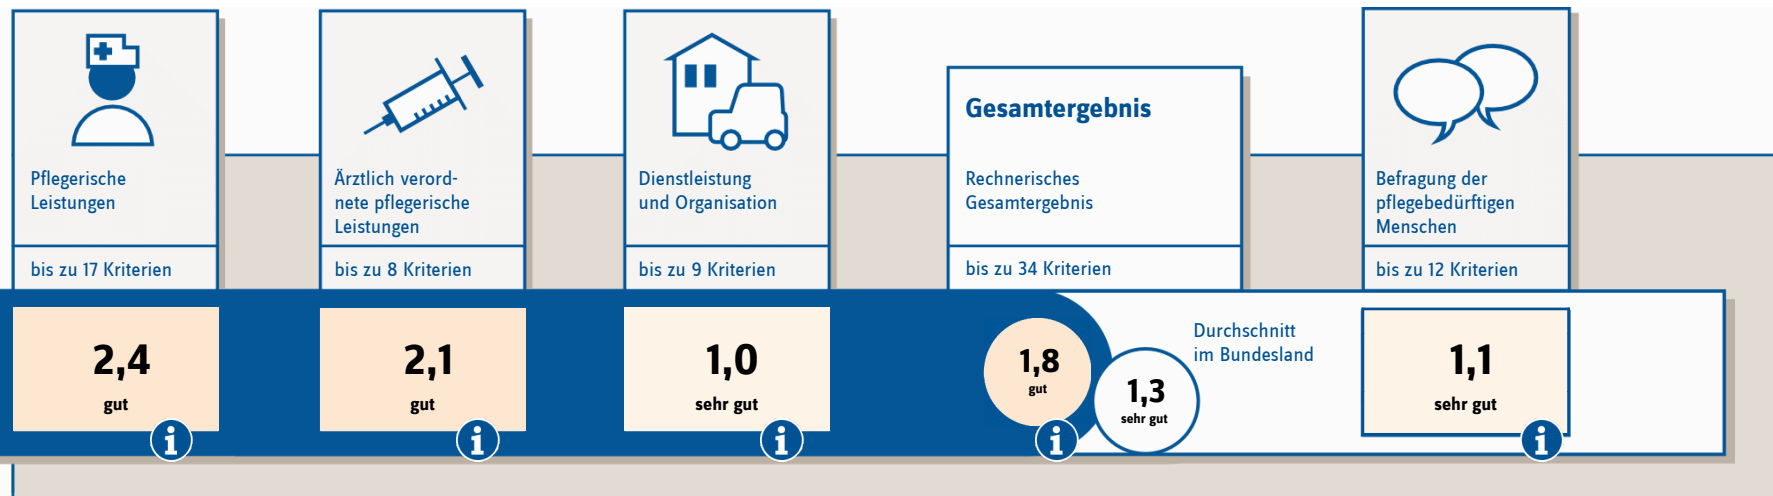 Pflegerische
Leistungen
bis zu 17 Kriterien
2,4
gut
i
Ärztlich verord-
nete pflegerische
Leistungen
bis zu 8 Kriterien
2,1
gut
i
Dienstleistung
und Organisation
bis zu 9 Kriterien
1,0
sehr gut
i
Gesamtergebnis
Rechnerisches
Gesamtergebnis
bis zu 34 Kriterien
1,8
gut
i
1,3
sehr gut
Durchschnitt
im Bundesland
Befragung der
pflegebedürftigen
Menschen
bis zu 12 Kriterien
1,1
sehr gut
i